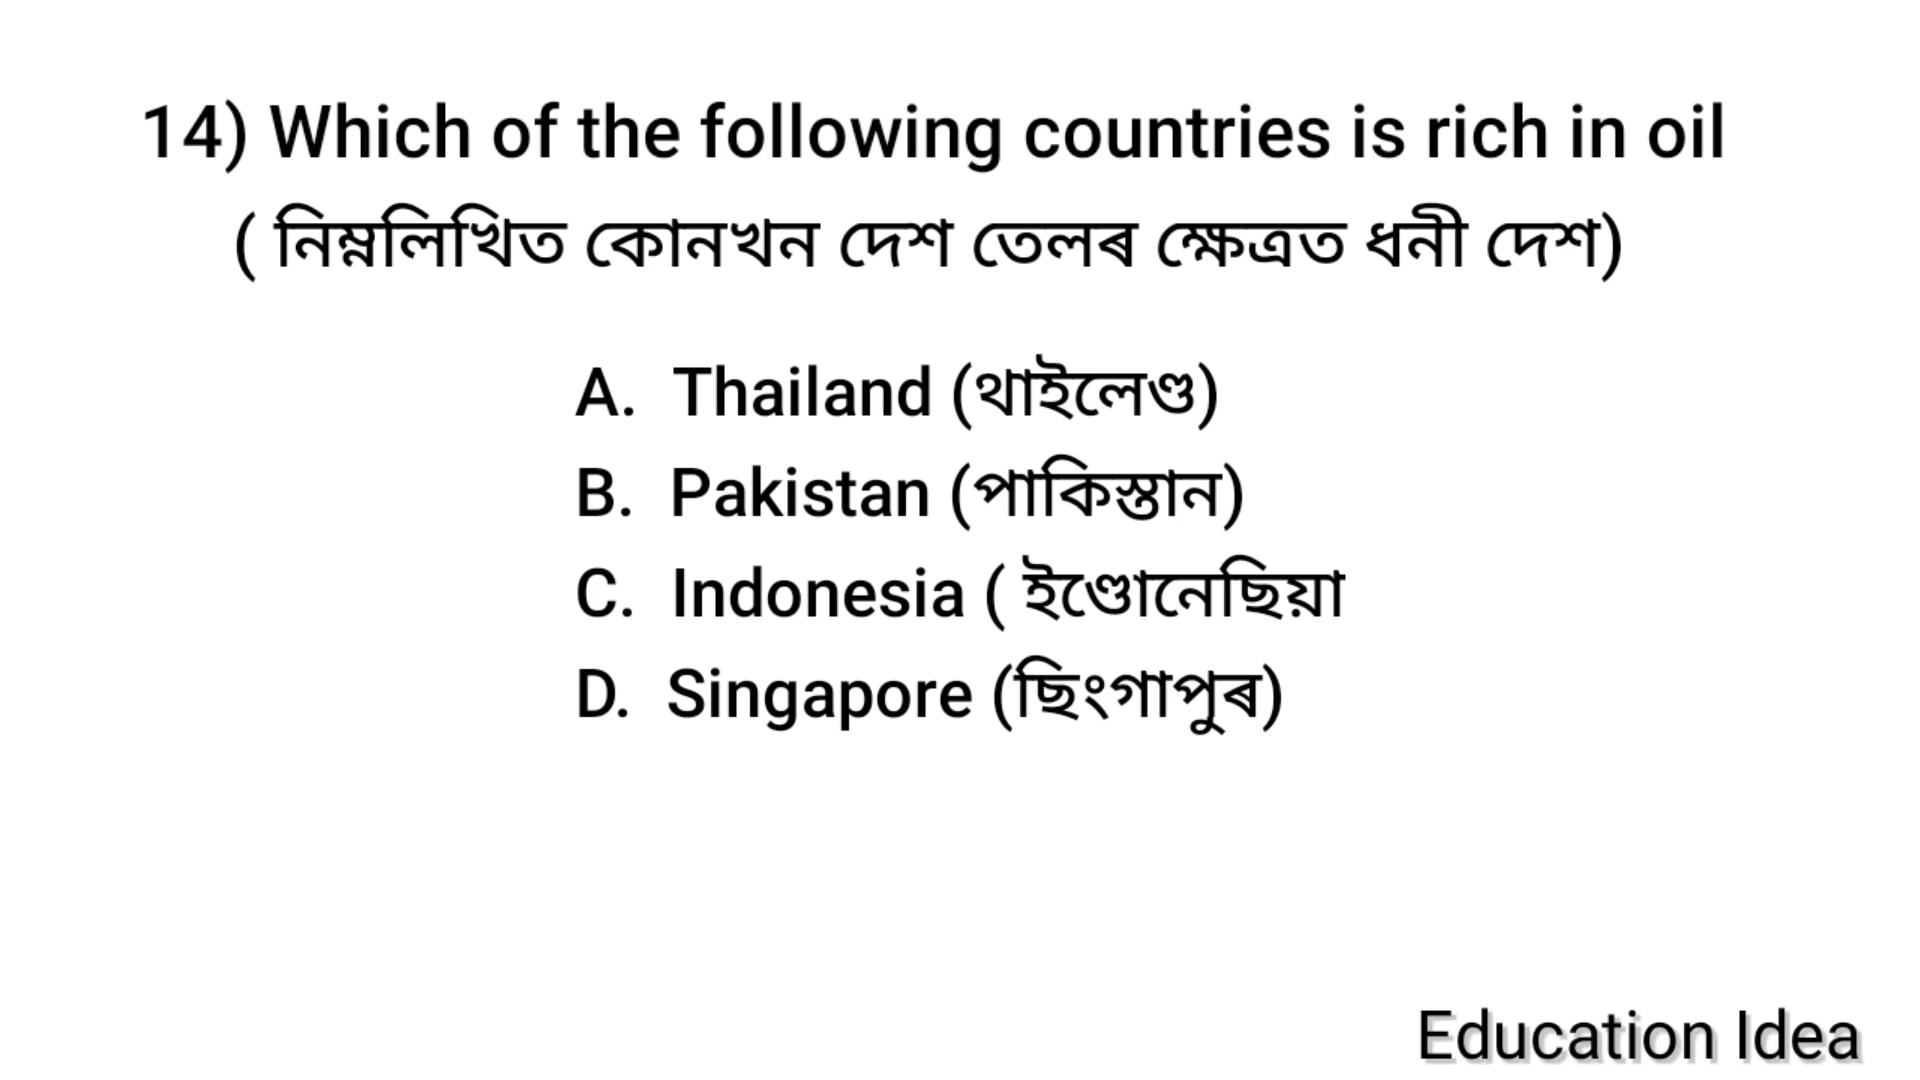 14) Which of the following countries is rich in oil
( নিম্নলিখিত কোনখন দেশ তেলৰ ক্ষেত্ৰত ধনী দেশ)
A. Thailand (থাইলেণ্ড)
B. Pakistan (পাকিস্তান)
C. Indonesia ( ইণ্ডোনেছিয়া
D. Singapore (ছিংগাপুৰ)
Education Idea